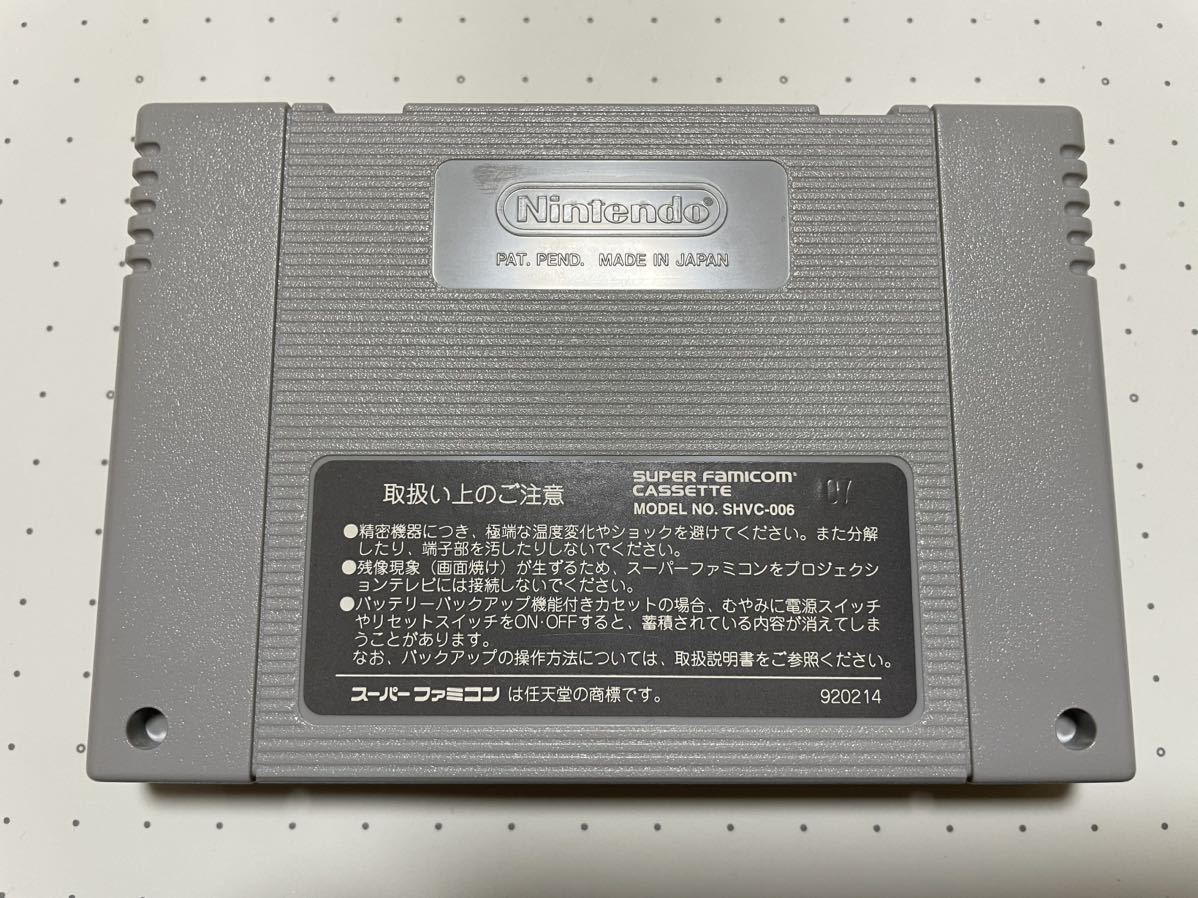 Nintendo®
PAT. PEND. MADE IN JAPAN
取扱い上のご注意
SUPER FAMICOM®
CASSETTE
MODEL NO. SHVC-006
07
●精密機器につき、極端な温度変化やショックを避けてください。また分解
したり、端子部を汚したりしないでください。
●残像現象（画面焼け）が生ずるため、スーパーファミコンをプロジェクシ
ョンテレビには接続しないでください。
●バッテリーバックアップ機能付きカセットの場合、むやみに電源スイッチ
やリセットスイッチをON・OFFすると、蓄積されている内容が消えてしま
うことがあります。
なお、バックアップの操作方法については、取扱説明書をご参照ください。
スーパーファミコン は任天堂の商標です。
920214